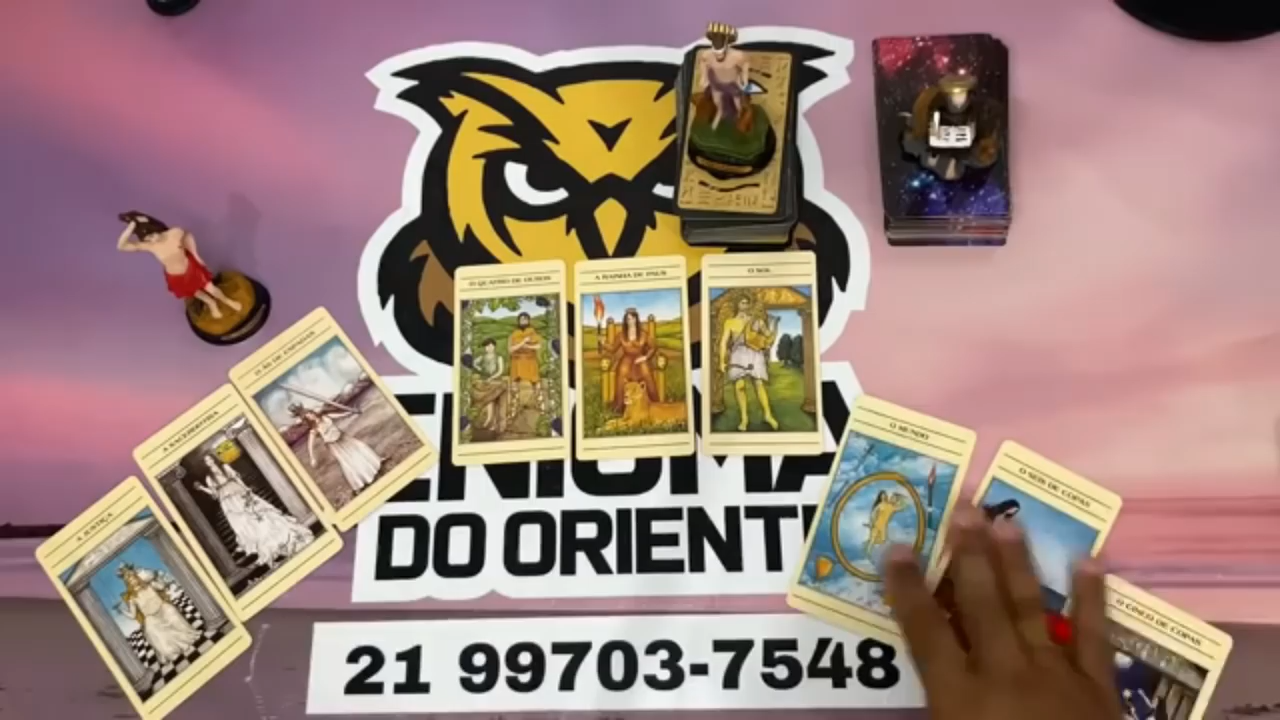 O QUATRO DE OUROS
A RAINHA DE PAUS
O SOL
O ÁS DE ESPADAS
A SACERDOTISA
A JUSTIÇA
O MUNDO
O SEIS DE COPAS
O CINCO DE COPAS
ENIGMA
DO ORIENT
21 99703-7548